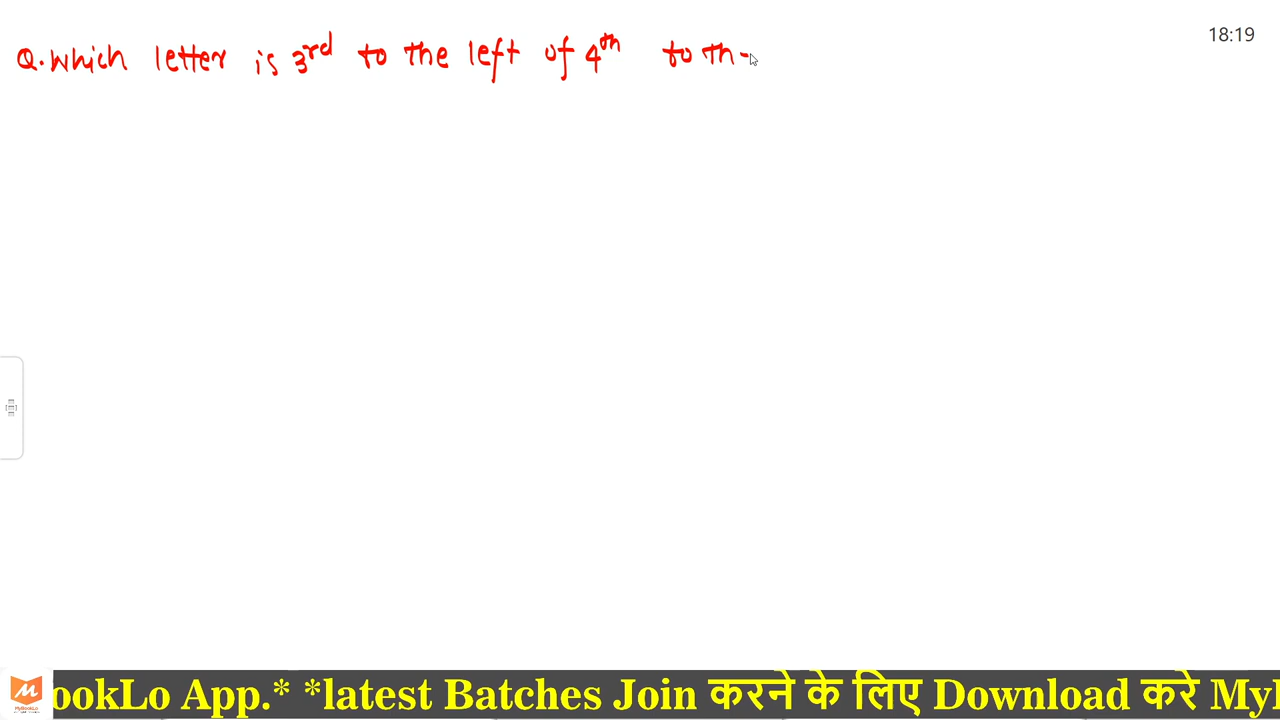 18:19
Q. Which letter is 3rd to the left of 4th to th
ookLo App.* *latest Batches Join करने के लिए Download करे My
MyBookLo